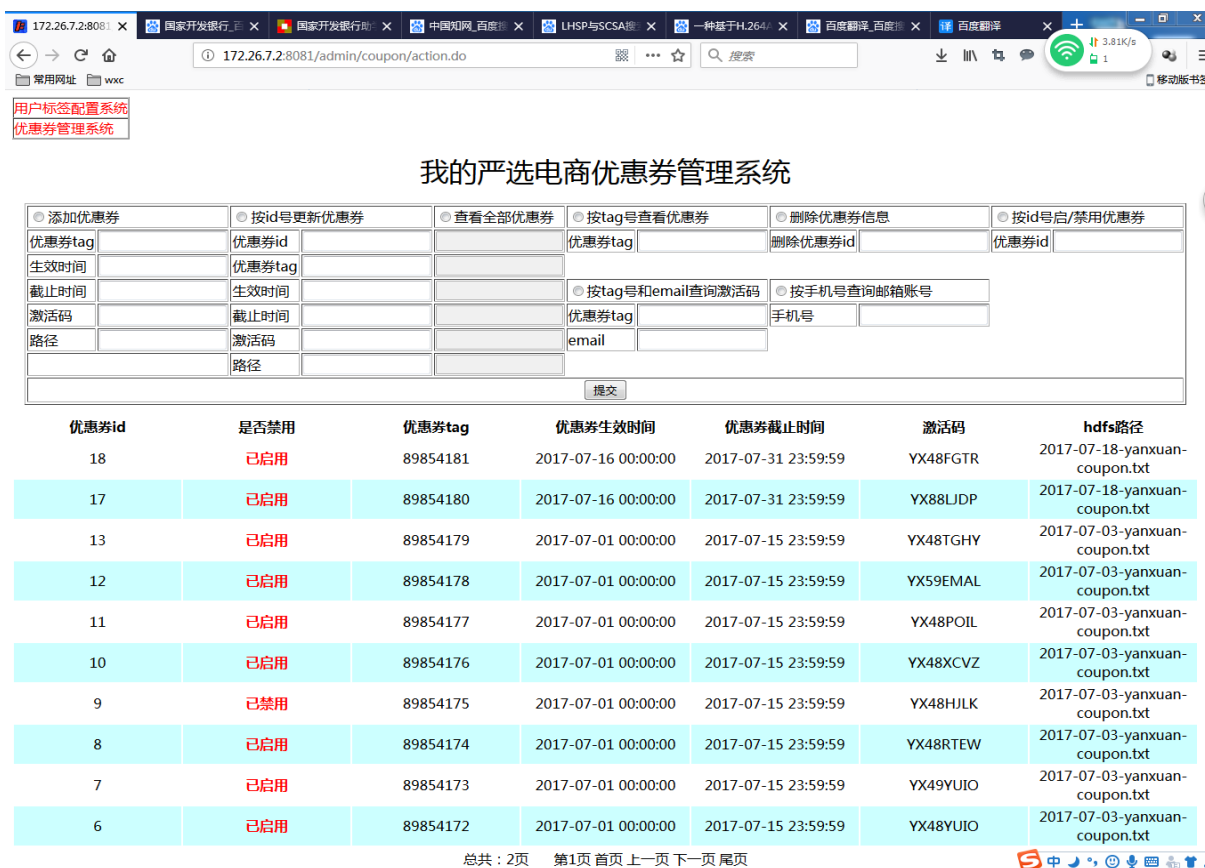 172.26.7.2:8081 国家开发银行_百 国家开发银行助 中国知网_百度搜 LHSP与SCSA搜 一种基于H.264 百度翻译_百度搜 译 百度翻译
172.26.7.2:8081/admin/coupon/action.do 搜索 3.81K/s 1
常用网址 wxc 移动版书签
用户标签配置系统
优惠券管理系统
我的严选电商优惠券管理系统
添加优惠券 按id号更新优惠券 查看全部优惠券 按tag号查看优惠券 删除优惠券信息 按id号启/禁用优惠券
优惠券tag 优惠券id 优惠券tag 删除优惠券id 优惠券id
生效时间 优惠券tag
截止时间 生效时间 按tag号和email查询激活码 按手机号查询邮箱账号
激活码 截止时间 优惠券tag 手机号
路径 激活码 email
路径
提交
优惠券id 是否禁用 优惠券tag 优惠券生效时间 优惠券截止时间 激活码 hdfs路径
18 已启用 89854181 2017-07-16 00:00:00 2017-07-31 23:59:59 YX48FGTR 2017-07-18-yanxuan-
coupon.txt
17 已启用 89854180 2017-07-16 00:00:00 2017-07-31 23:59:59 YX88LJDP 2017-07-18-yanxuan-
coupon.txt
13 已启用 89854179 2017-07-01 00:00:00 2017-07-15 23:59:59 YX48TGHY 2017-07-03-yanxuan-
coupon.txt
12 已启用 89854178 2017-07-01 00:00:00 2017-07-15 23:59:59 YX59EMAL 2017-07-03-yanxuan-
coupon.txt
11 已启用 89854177 2017-07-01 00:00:00 2017-07-15 23:59:59 YX48POIL 2017-07-03-yanxuan-
coupon.txt
10 已启用 89854176 2017-07-01 00:00:00 2017-07-15 23:59:59 YX48XCVZ 2017-07-03-yanxuan-
coupon.txt
9 已禁用 89854175 2017-07-01 00:00:00 2017-07-15 23:59:59 YX48HJLK 2017-07-03-yanxuan-
coupon.txt
8 已启用 89854174 2017-07-01 00:00:00 2017-07-15 23:59:59 YX48RTEW 2017-07-03-yanxuan-
coupon.txt
7 已启用 89854173 2017-07-01 00:00:00 2017-07-15 23:59:59 YX49YUIO 2017-07-03-yanxuan-
coupon.txt
6 已启用 89854172 2017-07-01 00:00:00 2017-07-15 23:59:59 YX48YUIO 2017-07-03-yanxuan-
coupon.txt
总共：2页 第1页 首页 上一页 下一页 尾页
中